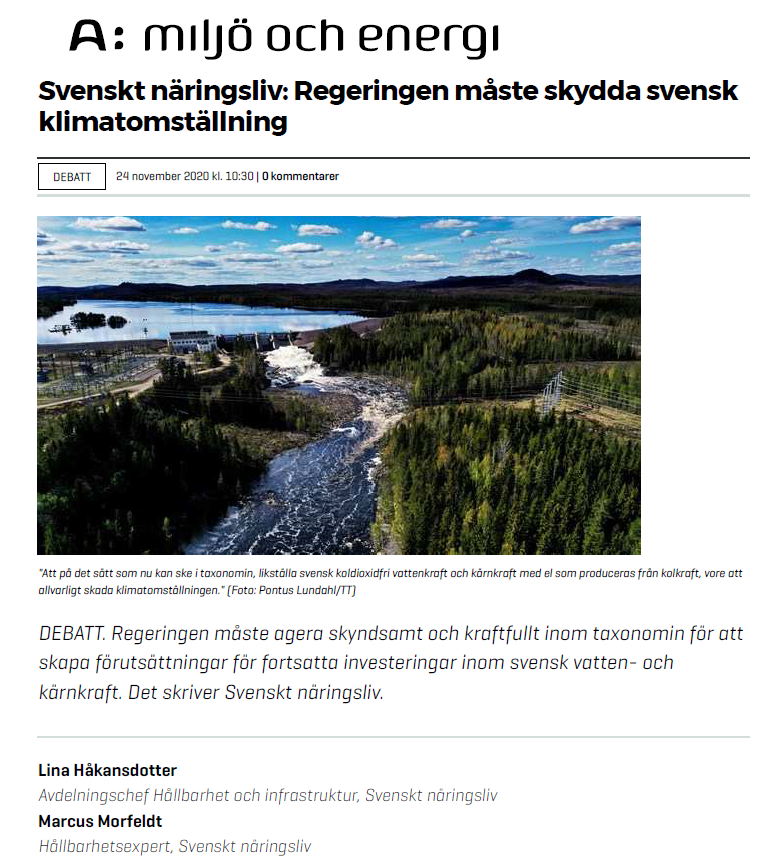 A: miljö och energi
Svenskt näringsliv: Regeringen måste skydda svensk
klimatomställning
DEBATT 24 november 2020 kl. 10:30 | 0 kommentarer
"Att på det sätt som nu kan ske i taxonomin, likställa svensk koldioxidfri vattenkraft och kärnkraft med el som produceras från kolkraft, vore att
allvarligt skada klimatomställningen." (Foto: Pontus Lundahl/TT)
DEBATT. Regeringen måste agera skyndsamt och kraftfullt inom taxonomin för att
skapa förutsättningar för fortsatta investeringar inom svensk vatten- och
kärnkraft. Det skriver Svenskt näringsliv.
Lina Håkansdotter
Avdelningschef Hållbarhet och infrastruktur, Svenskt näringsliv
Marcus Morfeldt
Hållbarhetsexpert, Svenskt näringsliv